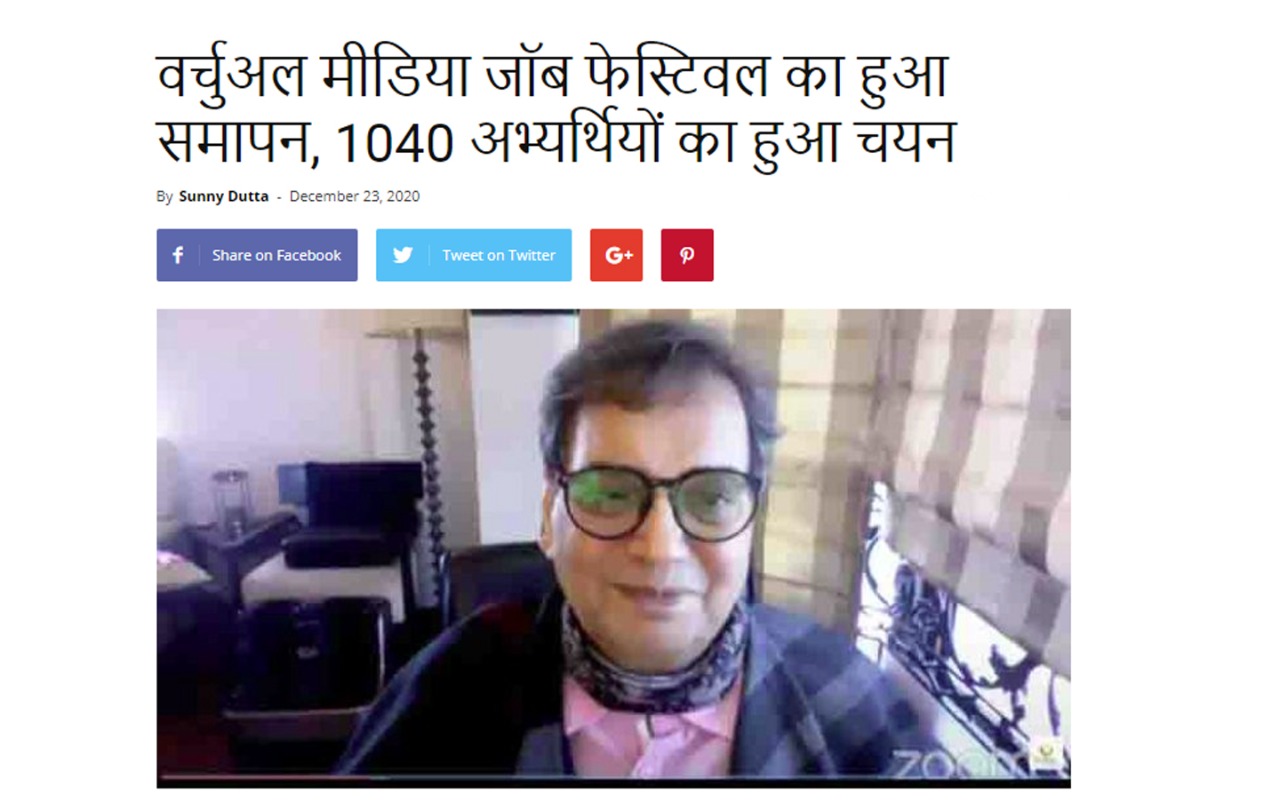 वर्चुअल मीडिया जॉब फेस्टिवल का हुआ
समापन, 1040 अभ्यर्थियों का हुआ चयन
By Sunny Dutta - December 23, 2020
f Share on Facebook Tweet on Twitter G+
zoom